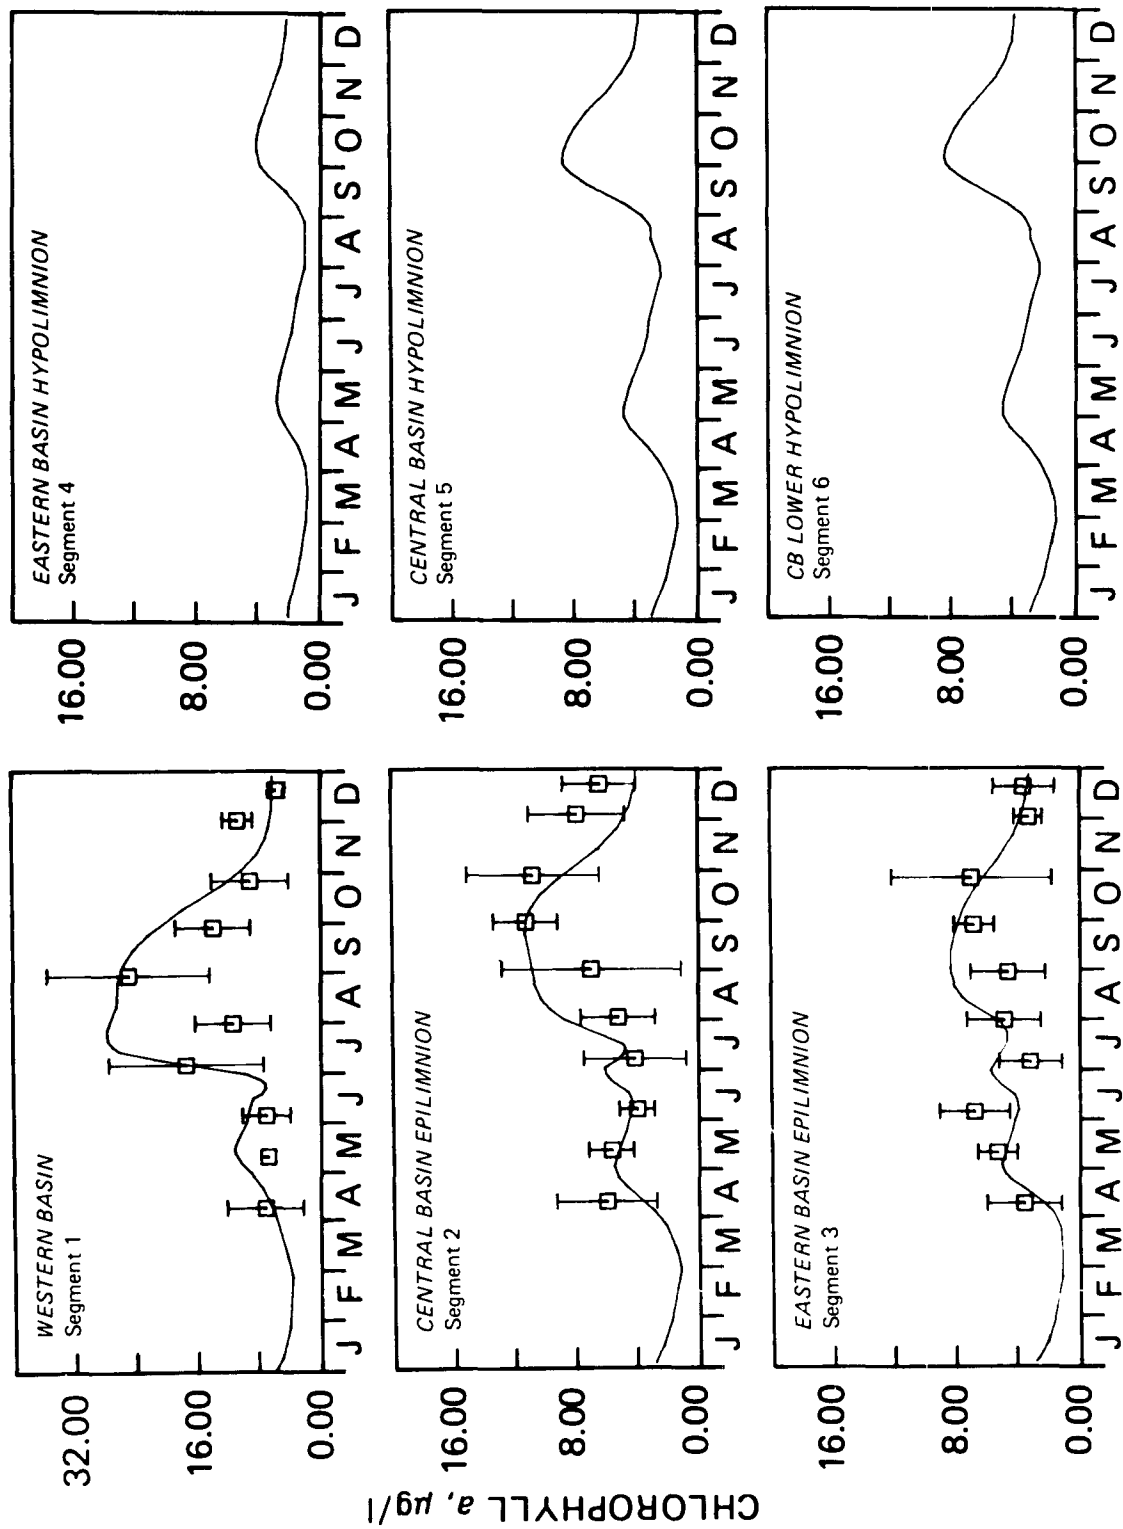 CHLOROPHYLL a, µg/l
WESTERN BASIN
Segment 1
32.00
16.00
0.00
J F M A M J J A S O N D
CENTRAL BASIN EPILIMNION
Segment 2
16.00
8.00
0.00
J F M A M J J A S O N D
EASTERN BASIN EPILIMNION
Segment 3
16.00
8.00
0.00
J F M A M J J A S O N D
EASTERN BASIN HYPOLIMNION
Segment 4
16.00
8.00
0.00
J F M A M J J A S O N D
CENTRAL BASIN HYPOLIMNION
Segment 5
16.00
8.00
0.00
J F M A M J J A S O N D
CB LOWER HYPOLIMNION
Segment 6
16.00
8.00
0.00
J F M A M J J A S O N D